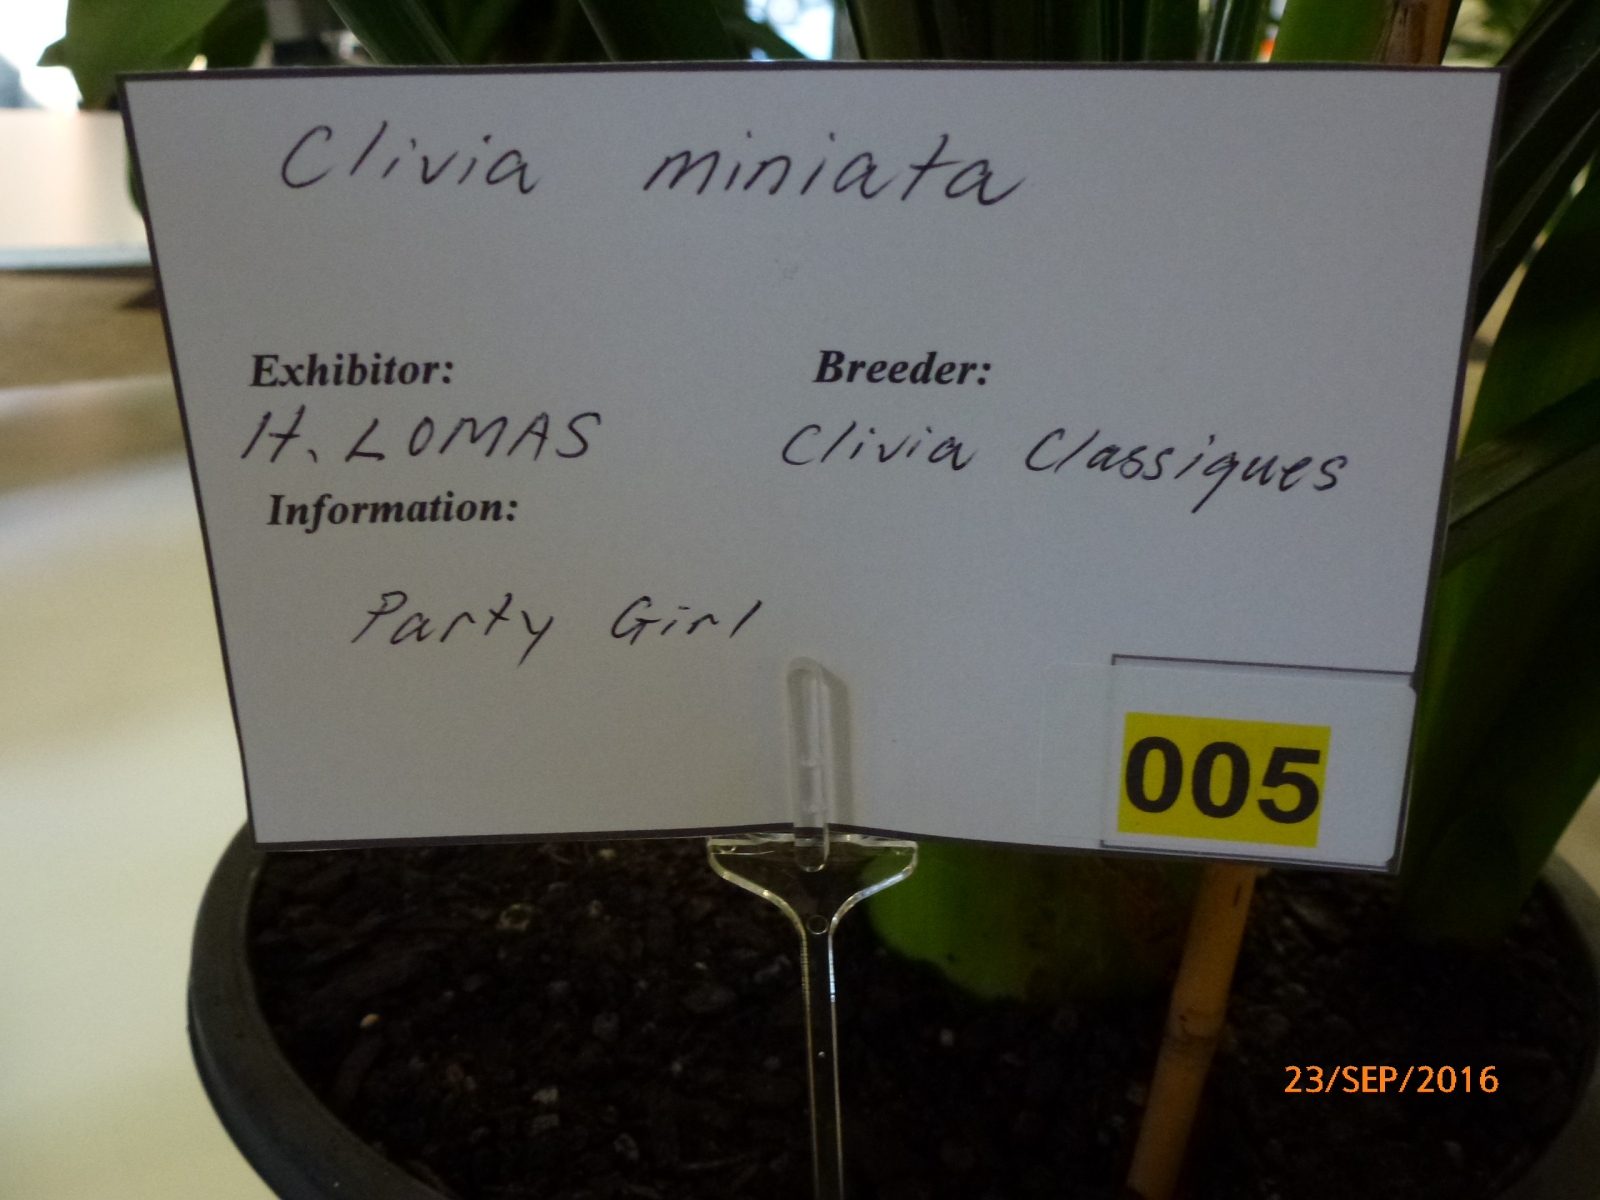 Clivia miniata
Exhibitor: Breeder:
H. LOMAS Clivia Classiques
Information:
Party Girl
005
23/SEP/2016